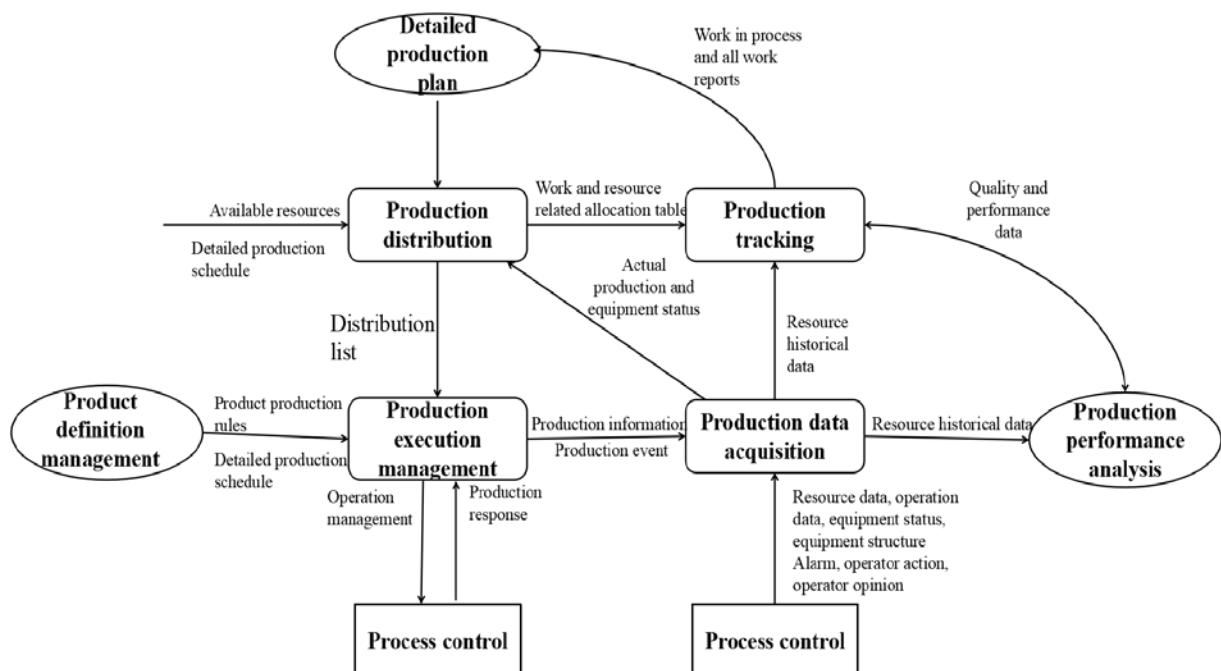 Detailed
production
plan
Work in process
and all work
reports
Available resources
Detailed production
schedule
Production
distribution
Work and resource
related allocation table
Production
tracking
Quality and
performance
data
Actual
production and
equipment status
Distribution
list
Resource
historical
data
Product
definition
management
Product production
rules
Detailed production
schedule
Production
execution
management
Production information
Production event
Production data
acquisition
Resource historical data
Production
performance
analysis
Operation
management
Production
response
Resource data, operation
data, equipment status,
equipment structure
Alarm, operator action,
operator opinion
Process control
Process control